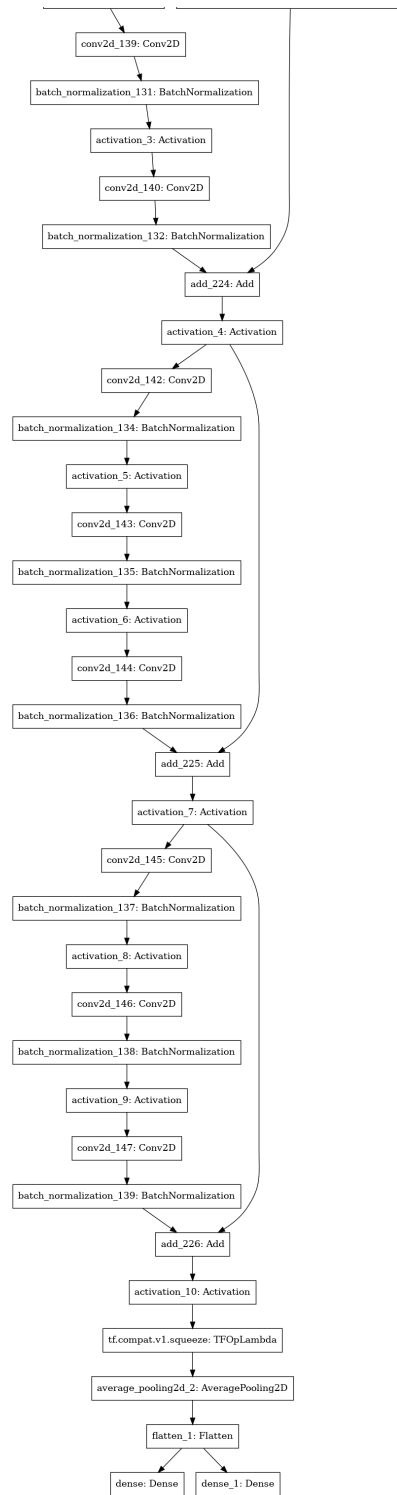 conv2d_139: Conv2D
batch_normalization_131: BatchNormalization
activation_3: Activation
conv2d_140: Conv2D
batch_normalization_132: BatchNormalization
add_224: Add
activation_4: Activation
conv2d_142: Conv2D
batch_normalization_134: BatchNormalization
activation_5: Activation
conv2d_143: Conv2D
batch_normalization_135: BatchNormalization
activation_6: Activation
conv2d_144: Conv2D
batch_normalization_136: BatchNormalization
add_225: Add
activation_7: Activation
conv2d_145: Conv2D
batch_normalization_137: BatchNormalization
activation_8: Activation
conv2d_146: Conv2D
batch_normalization_138: BatchNormalization
activation_9: Activation
conv2d_147: Conv2D
batch_normalization_139: BatchNormalization
add_226: Add
activation_10: Activation
tf.compat.v1.squeeze: TFOpLambda
average_pooling2d_2: AveragePooling2D
flatten_1: Flatten
dense: Dense
dense_1: Dense